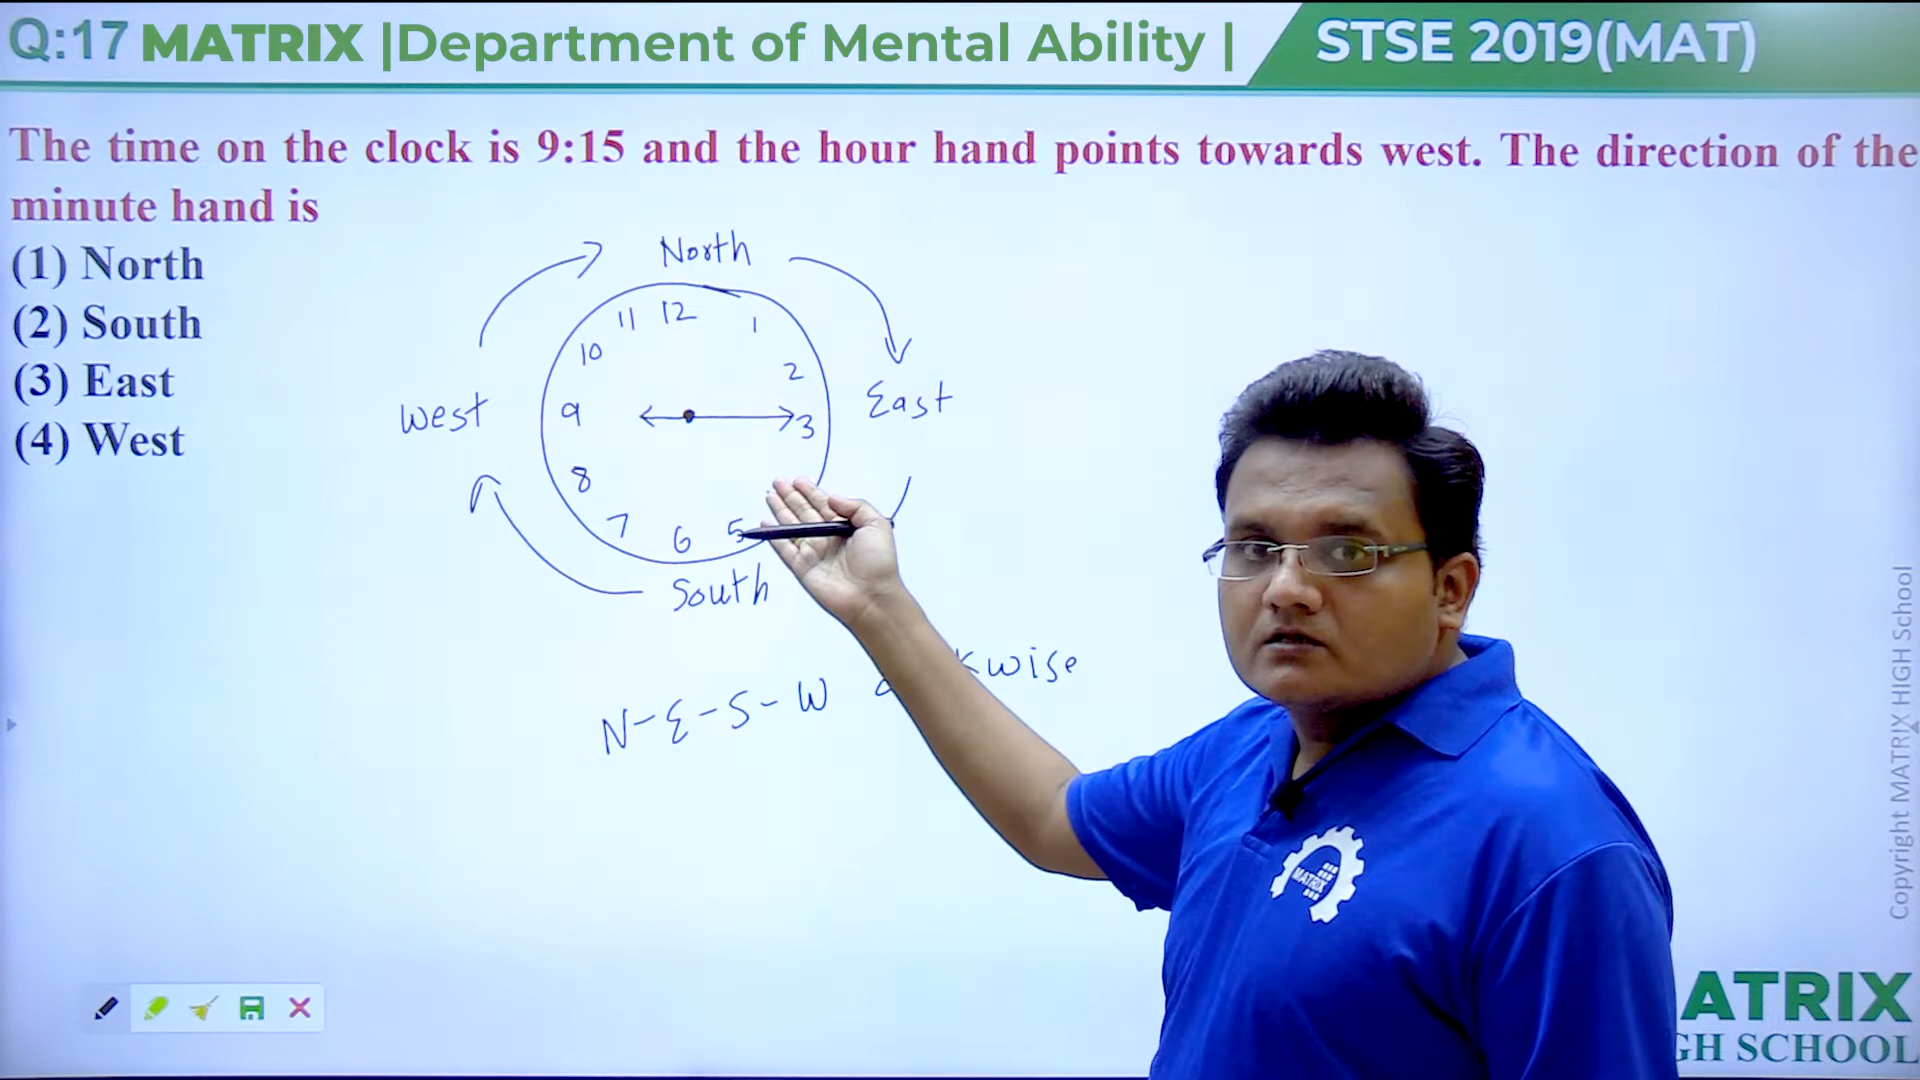 Q:17 MATRIX |Department of Mental Ability |
STSE 2019(MAT)
The time on the clock is 9:15 and the hour hand points towards west. The direction of the
minute hand is
(1) North
(2) South
(3) East
(4) West
North
11 12 1
10 2
West 9 3 East
8
7 6 5
South
N-E-S-W kwise
MATRIX
Copyright MATRIX HIGH School
ATRIX
GH SCHOOL